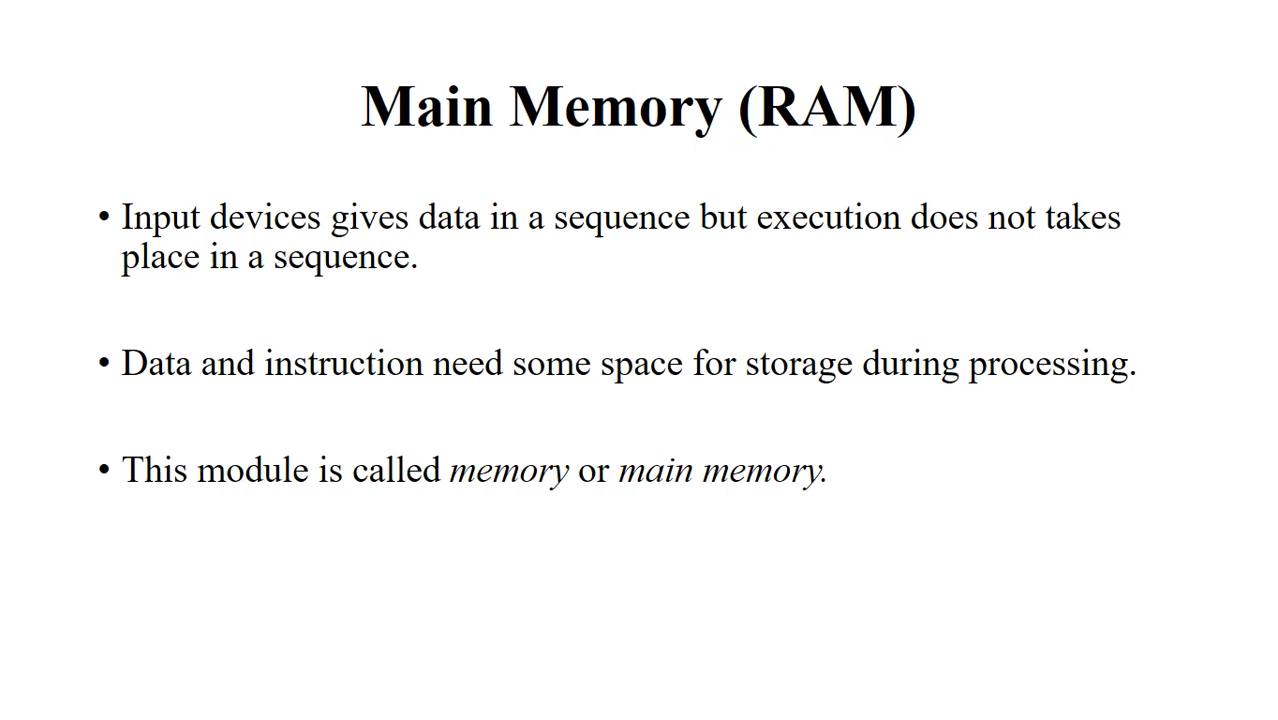 Main Memory (RAM)
• Input devices gives data in a sequence but execution does not takes
place in a sequence.
• Data and instruction need some space for storage during processing.
• This module is called memory or main memory.